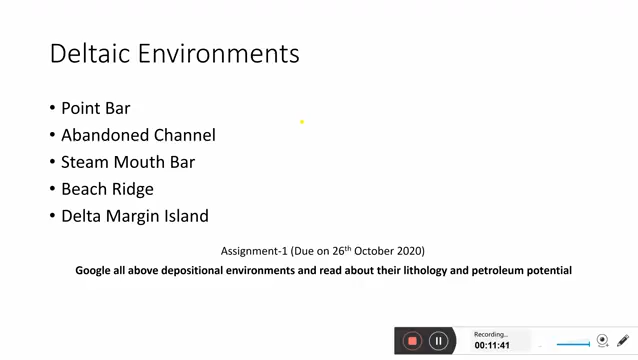 Deltaic Environments
• Point Bar
• Abandoned Channel
• Steam Mouth Bar
• Beach Ridge
• Delta Margin Island
Assignment-1 (Due on 26th October 2020)
Google all above depositional environments and read about their lithology and petroleum potential
Recording...
00:11:41